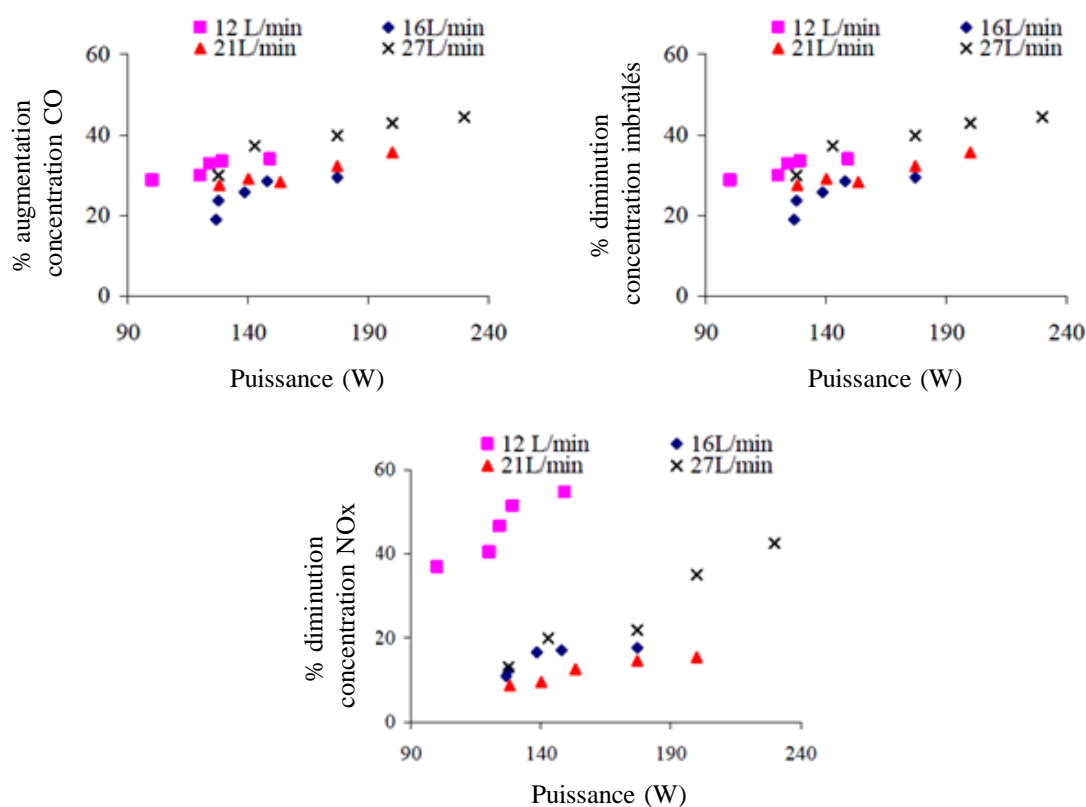 12 L/min 16L/min
21L/min 27L/min
60
40
20
0
% augmentation
concentration CO
90 140 190 240
Puissance (W)
12 L/min 16L/min
21L/min 27L/min
60
40
20
0
% diminution
concentration imbrûlés
90 140 190 240
Puissance (W)
12 L/min 16L/min
21L/min 27L/min
60
40
20
0
% diminution
concentration NOx
90 140 190 240
Puissance (W)